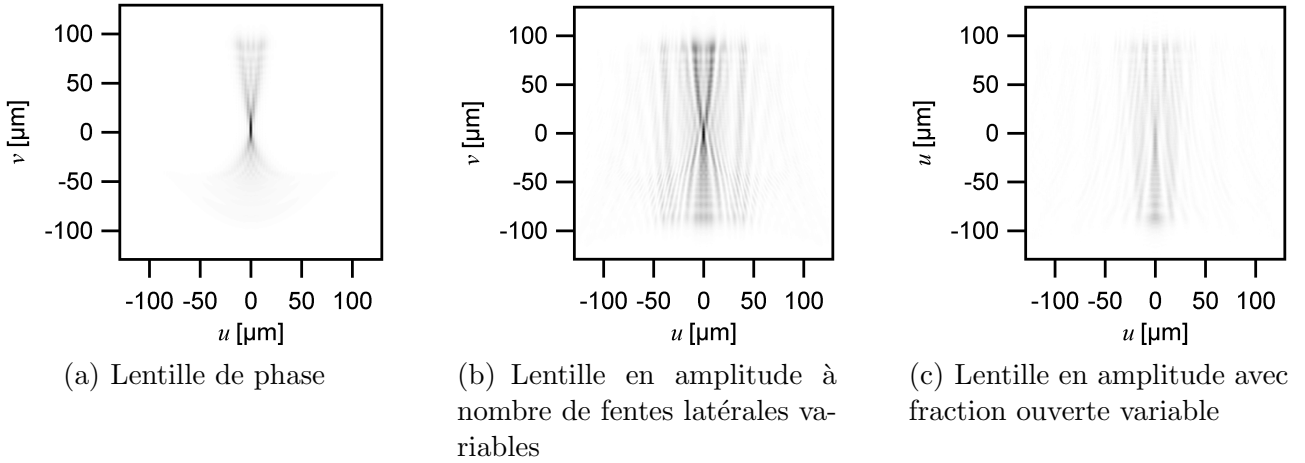 100
50
0
-50
-100
v [µm]
-100 -50 0 50 100
u [µm]
(a) Lentille de phase
100
50
0
-50
-100
v [µm]
-100 -50 0 50 100
u [µm]
(b) Lentille en amplitude à
nombre de fentes latérales va-
riables
100
50
0
-50
-100
u [µm]
-100 -50 0 50 100
u [µm]
(c) Lentille en amplitude avec
fraction ouverte variable